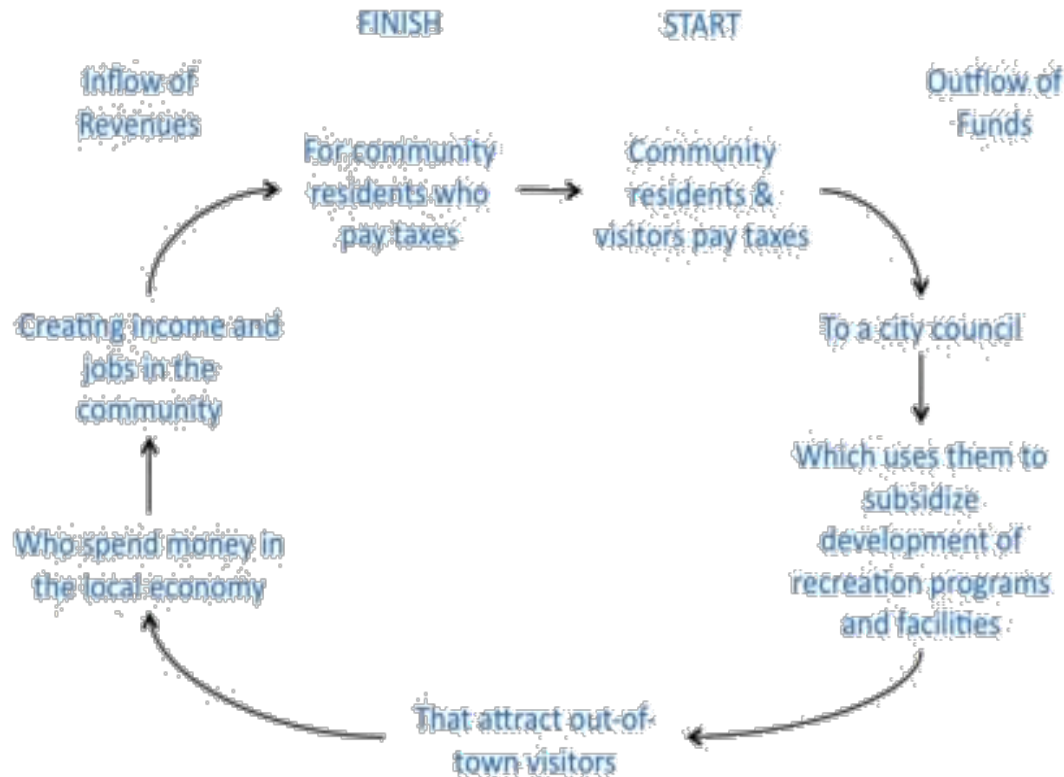 FINISH
START
Inflow of
Revenues
Outflow of
Funds
For community
residents who
pay taxes
Community
residents &
visitors pay taxes
To a city council
Which uses them to
subsidize
development of
recreation programs
and facilities
That attract out-of-
town visitors
Who spend money in
the local economy
Creating income and
jobs in the
community